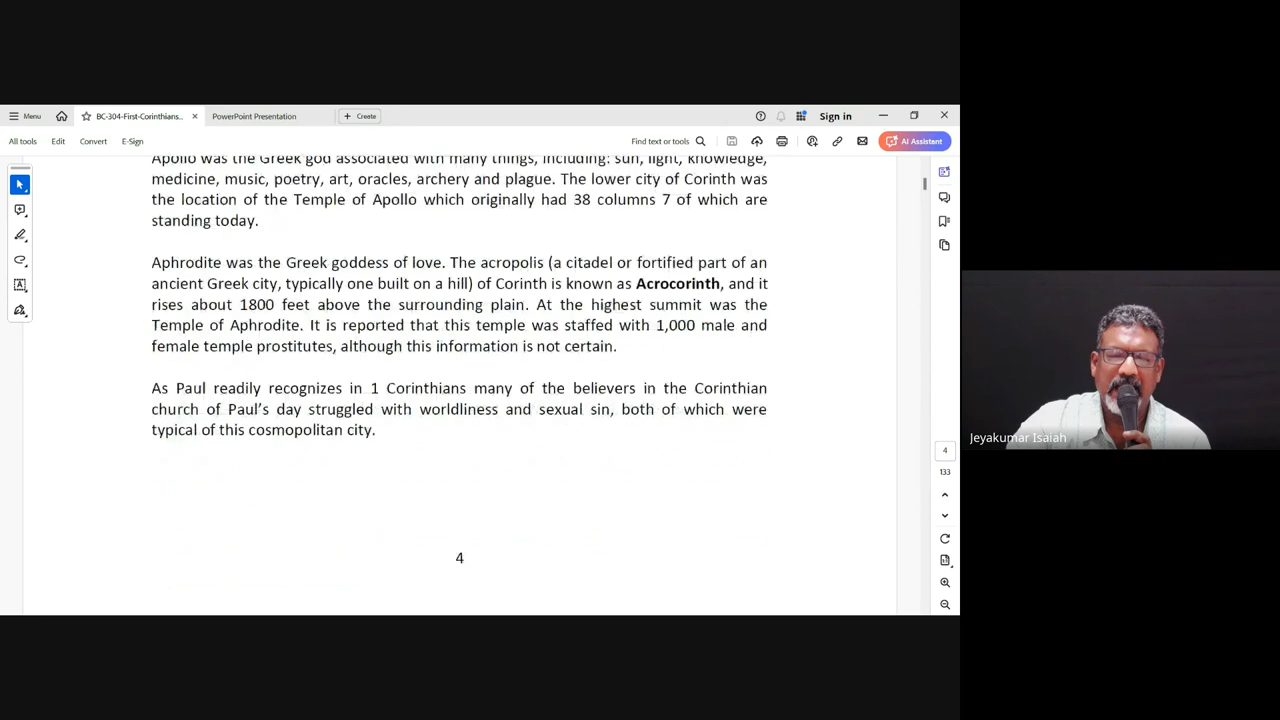 Menu
BC-304-First-Corinthians...
PowerPoint Presentation
Create
Sign in
All tools
Edit
Convert
E-Sign
Find text or tools
AI Assistant
Apollo was the Greek god associated with many things, including: sun, light, knowledge,
medicine, music, poetry, art, oracles, archery and plague. The lower city of Corinth was
the location of the Temple of Apollo which originally had 38 columns 7 of which are
standing today.
Aphrodite was the Greek goddess of love. The acropolis (a citadel or fortified part of an
ancient Greek city, typically one built on a hill) of Corinth is known as Acrocorinth, and it
rises about 1800 feet above the surrounding plain. At the highest summit was the
Temple of Aphrodite. It is reported that this temple was staffed with 1,000 male and
female temple prostitutes, although this information is not certain.
As Paul readily recognizes in 1 Corinthians many of the believers in the Corinthian
church of Paul's day struggled with worldliness and sexual sin, both of which were
typical of this cosmopolitan city.
4
4
133
Jeyakumar Isaiah